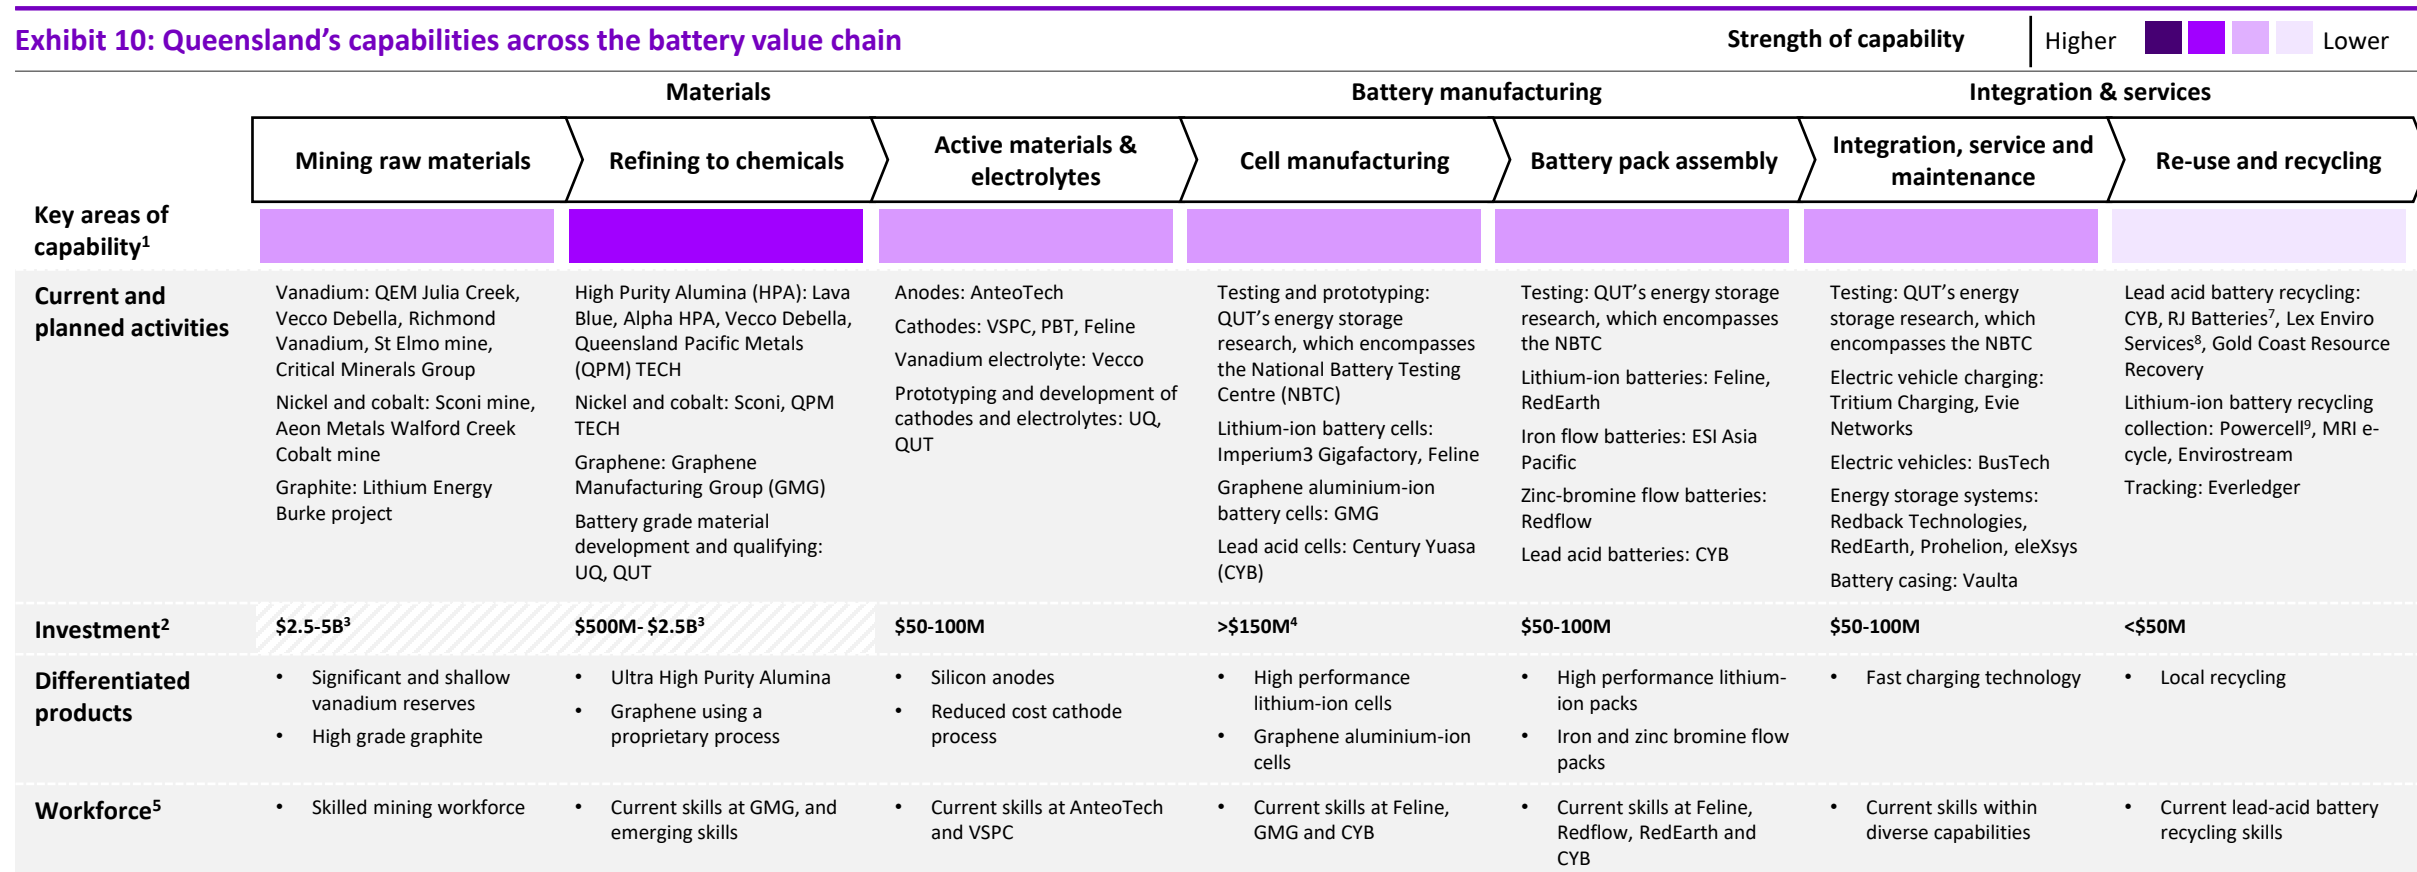 Exhibit 10: Queensland’s capabilities across the battery value chain
Strength of capability
Higher
Lower
Materials
Battery manufacturing
Integration & services
Mining raw materials
Refining to chemicals
Active materials &
electrolytes
Cell manufacturing
Battery pack assembly
Integration, service and
maintenance
Re-use and recycling
Key areas of
capability¹
Current and
planned activities
Vanadium: QEM Julia Creek,
Vecco Debella, Richmond
Vanadium, St Elmo mine,
Critical Minerals Group
Nickel and cobalt: Sconi mine,
Aeon Metals Walford Creek
Cobalt mine
Graphite: Lithium Energy
Burke project
High Purity Alumina (HPA): Lava
Blue, Alpha HPA, Vecco Debella,
Queensland Pacific Metals
(QPM) TECH
Nickel and cobalt: Sconi, QPM
TECH
Graphene: Graphene
Manufacturing Group (GMG)
Battery grade material
development and qualifying:
UQ, QUT
Anodes: AnteoTech
Cathodes: VSPC, PBT, Feline
Vanadium electrolyte: Vecco
Prototyping and development of
cathodes and electrolytes: UQ,
QUT
Testing and prototyping:
QUT’s energy storage
research, which encompasses
the National Battery Testing
Centre (NBTC)
Lithium-ion battery cells:
Imperium3 Gigafactory, Feline
Graphene aluminium-ion
battery cells: GMG
Lead acid cells: Century Yuasa
(CYB)
Testing: QUT’s energy storage
research, which encompasses
the NBTC
Lithium-ion batteries: Feline,
RedEarth
Iron flow batteries: ESI Asia
Pacific
Zinc-bromine flow batteries:
Redflow
Lead acid batteries: CYB
Testing: QUT’s energy
storage research, which
encompasses the NBTC
Electric vehicle charging:
Tritium Charging, Evie
Networks
Electric vehicles: BusTech
Energy storage systems:
Redback Technologies,
RedEarth, Prohelion, eleXsys
Battery casing: Vaulta
Lead acid battery recycling:
CYB, RJ Batteries⁷, Lex Enviro
Services⁸, Gold Coast Resource
Recovery
Lithium-ion battery recycling
collection: Powercell⁹, MRI e-
cycle, Envirostream
Tracking: Everledger
Investment²
$2.5-5B³
$500M- $2.5B³
$50-100M
>$150M⁴
$50-100M
$50-100M
<$50M
Differentiated
products
• Significant and shallow
vanadium reserves
• High grade graphite
• Ultra High Purity Alumina
• Graphene using a
proprietary process
• Silicon anodes
• Reduced cost cathode
process
• High performance
lithium-ion cells
• Graphene aluminium-ion
cells
• High performance lithium-
ion packs
• Iron and zinc bromine flow
packs
• Fast charging technology
• Local recycling
Workforce⁵
• Skilled mining workforce
• Current skills at GMG, and
emerging skills
• Current skills at AnteoTech
and VSPC
• Current skills at Feline,
GMG and CYB
• Current skills at Feline,
Redflow, RedEarth and
CYB
• Current skills within
diverse capabilities
• Current lead-acid battery
recycling skills